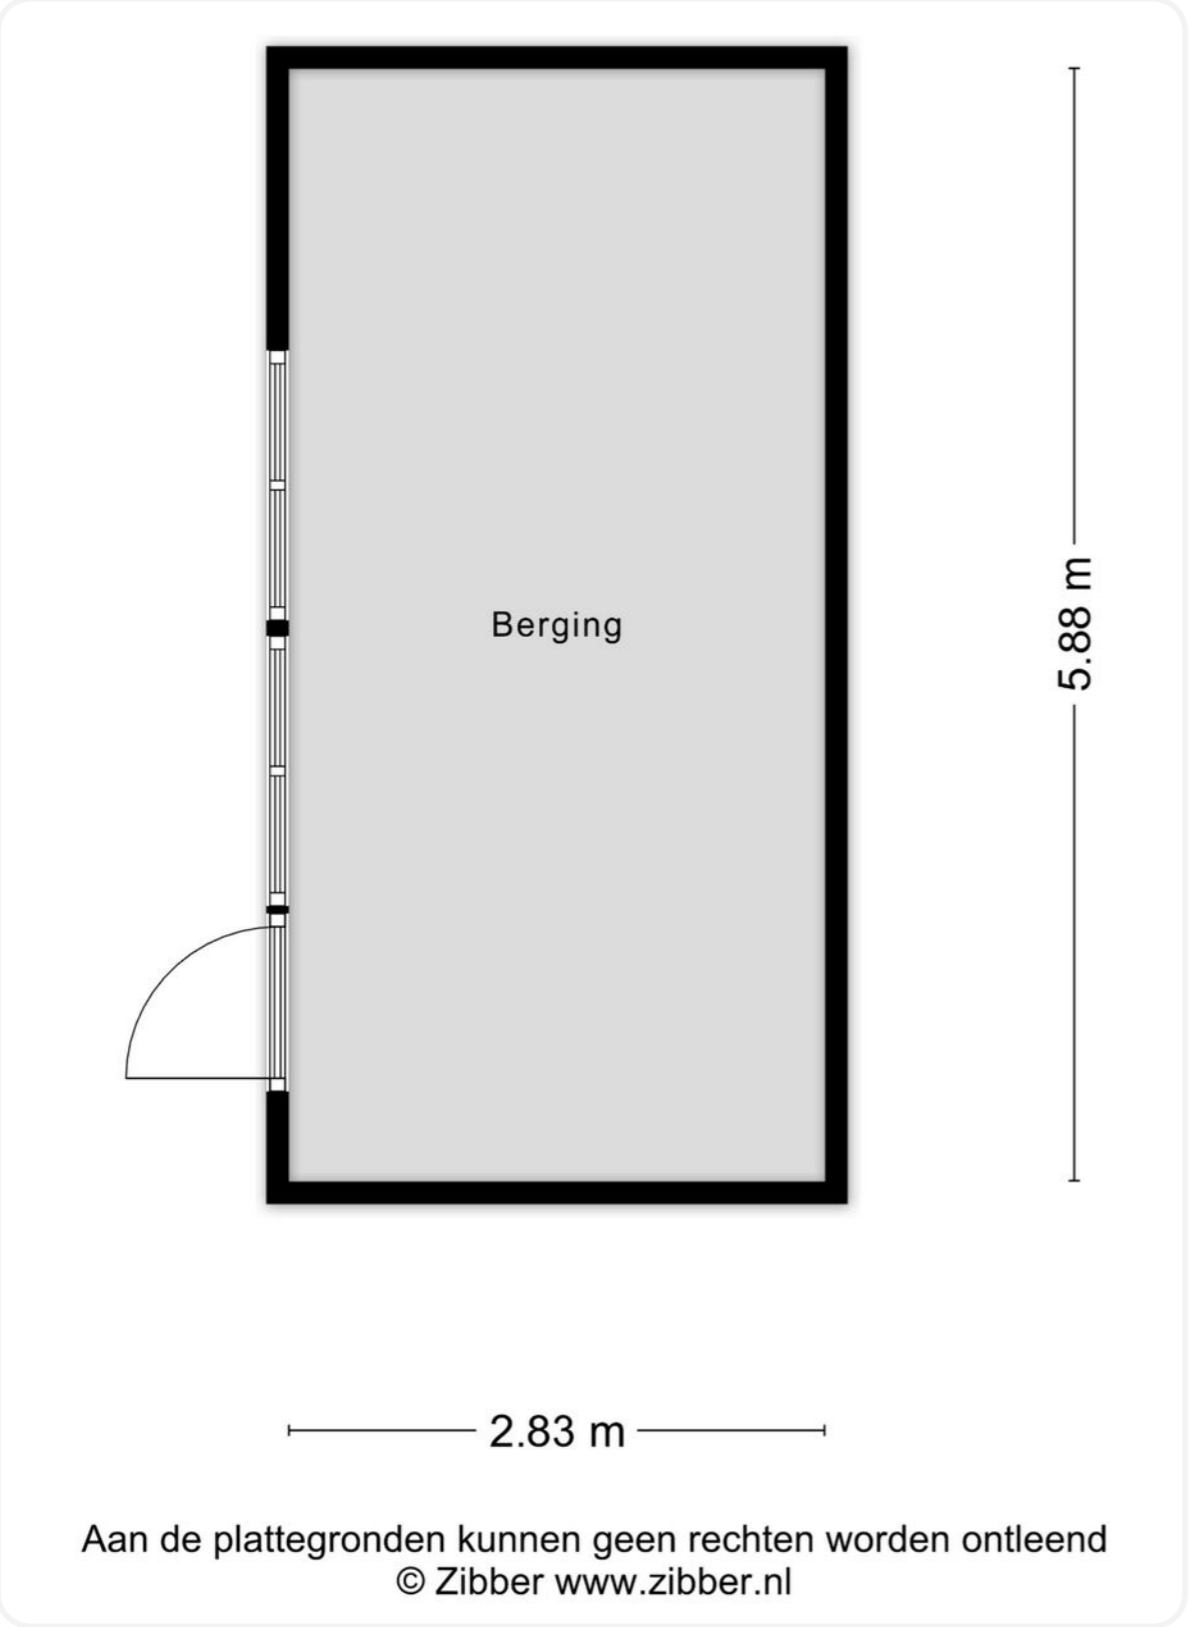 Berging
5.88 m
2.83 m
Aan de plattegronden kunnen geen rechten worden ontleend
© Zibber www.zibber.nl